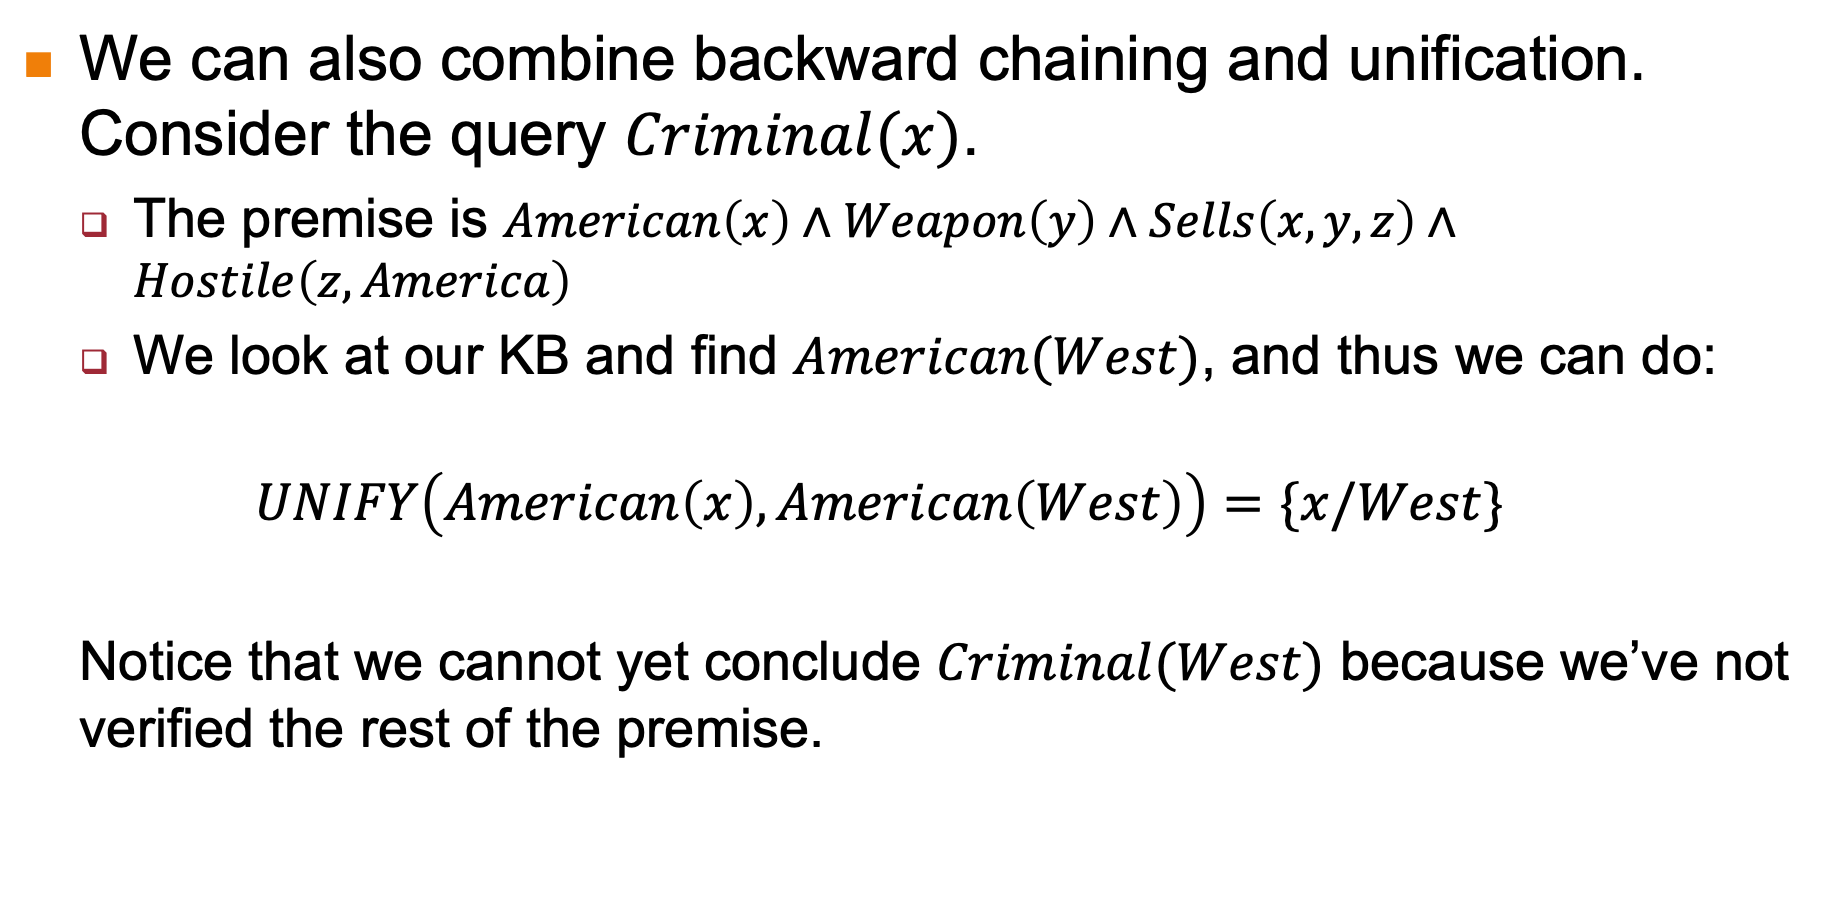 We can also combine backward chaining and unification.
Consider the query Criminal(x).
The premise is American(x) ∧ Weapon(y) ∧ Sells(x, y, z) ∧
Hostile(z, America)
We look at our KB and find American(West), and thus we can do:
UNIFY(American(x), American(West)) = {x/West}
Notice that we cannot yet conclude Criminal(West) because we’ve not
verified the rest of the premise.